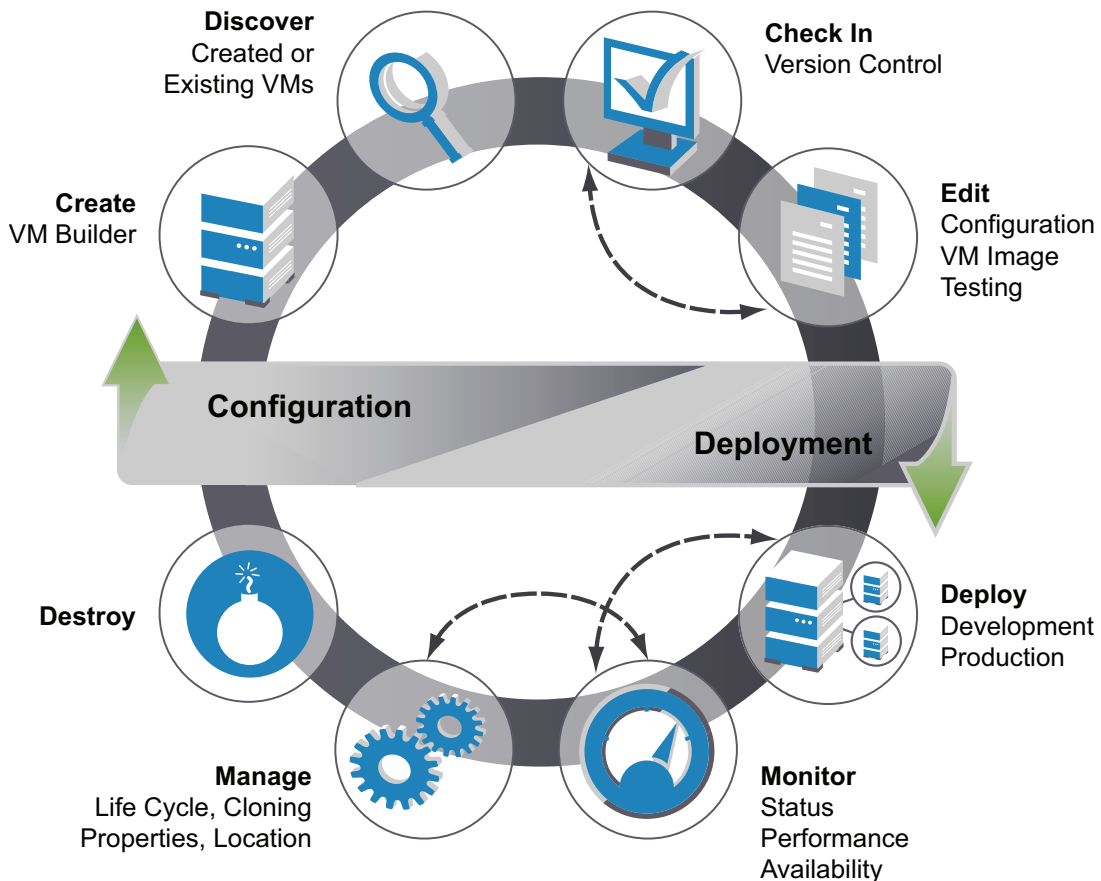 Discover
Created or
Existing VMs
Check In
Version Control
Create
VM Builder
Edit
Configuration
VM Image
Testing
Configuration
Deployment
Destroy
Deploy
Development
Production
Manage
Life Cycle, Cloning
Properties, Location
Monitor
Status
Performance
Availability